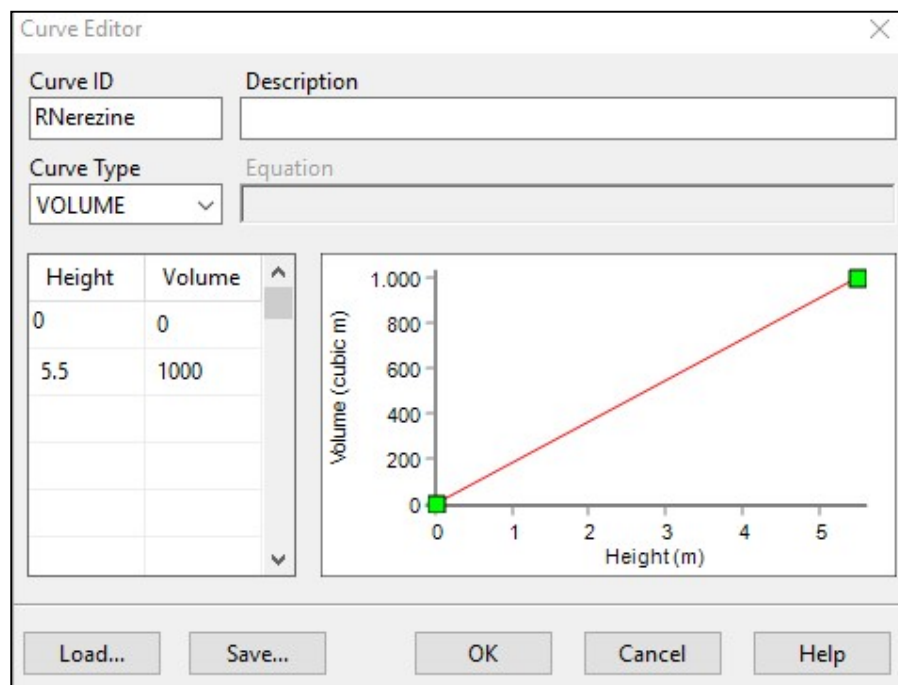 Curve Editor
Curve ID Description
RNerezine
Curve Type Equation
VOLUME
Height Volume
0 0
5.5 1000
Volume (cubic m)
1.000
800
600
400
200
0
0 1 2 3 4 5
Height (m)
Load... Save... OK Cancel Help